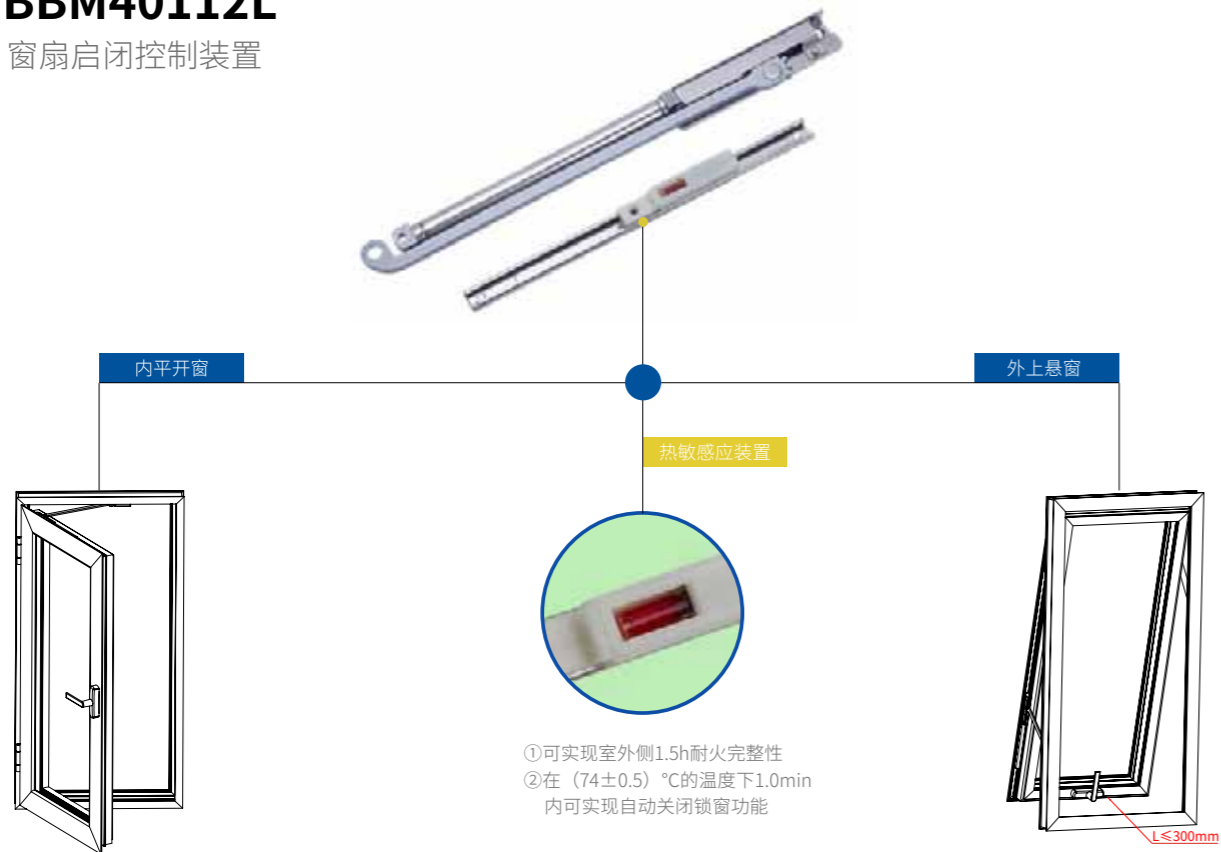 BBM40112L
窗扇启闭控制装置
内平开窗
外上悬窗
热敏感应装置
①可实现室外侧1.5h耐火完整性
②在（74±0.5）℃的温度下1.0min
内可实现自动关闭锁窗功能
L≤300mm